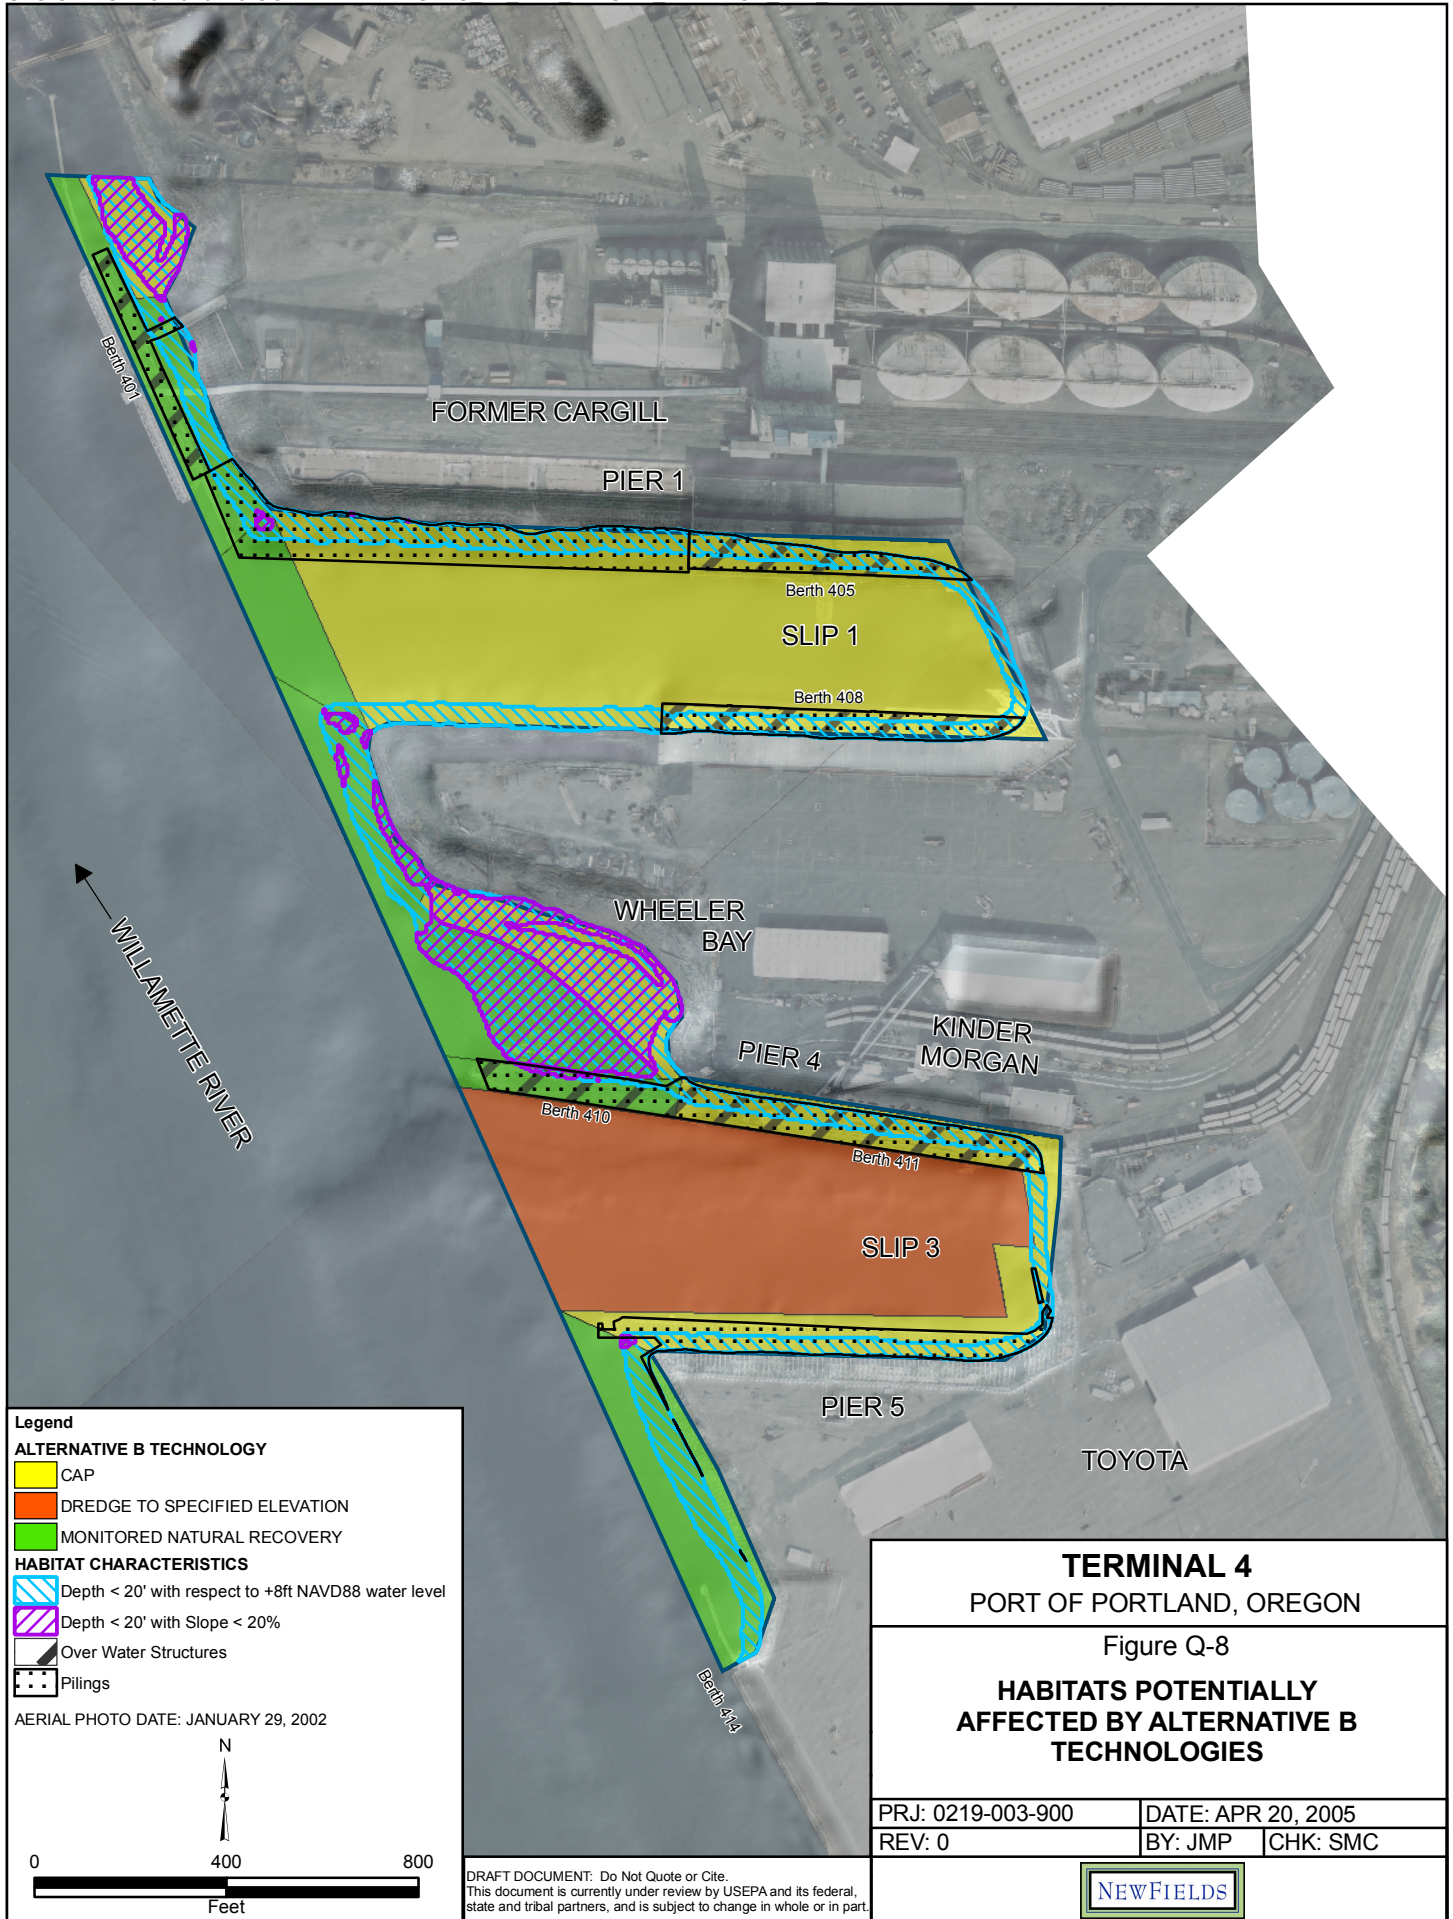 Berth 401
FORMER CARGILL
PIER 1
Berth 405
SLIP 1
Berth 408
WHEELER
BAY
WILLAMETTE RIVER
KINDER
MORGAN
PIER 4
Berth 410
Berth 411
SLIP 3
PIER 5
TOYOTA
Berth 414
Legend
ALTERNATIVE B TECHNOLOGY
CAP
DREDGE TO SPECIFIED ELEVATION
MONITORED NATURAL RECOVERY
HABITAT CHARACTERISTICS
Depth < 20' with respect to +8ft NAVD88 water level
Depth < 20' with Slope < 20%
Over Water Structures
Pilings
AERIAL PHOTO DATE: JANUARY 29, 2002
N
0 400 800
Feet
DRAFT DOCUMENT: Do Not Quote or Cite.
This document is currently under review by USEPA and its federal,
state and tribal partners, and is subject to change in whole or in part.
TERMINAL 4
PORT OF PORTLAND, OREGON
Figure Q-8
HABITATS POTENTIALLY
AFFECTED BY ALTERNATIVE B
TECHNOLOGIES
PRJ: 0219-003-900 DATE: APR 20, 2005
REV: 0 BY: JMP CHK: SMC
NEWFIELDS